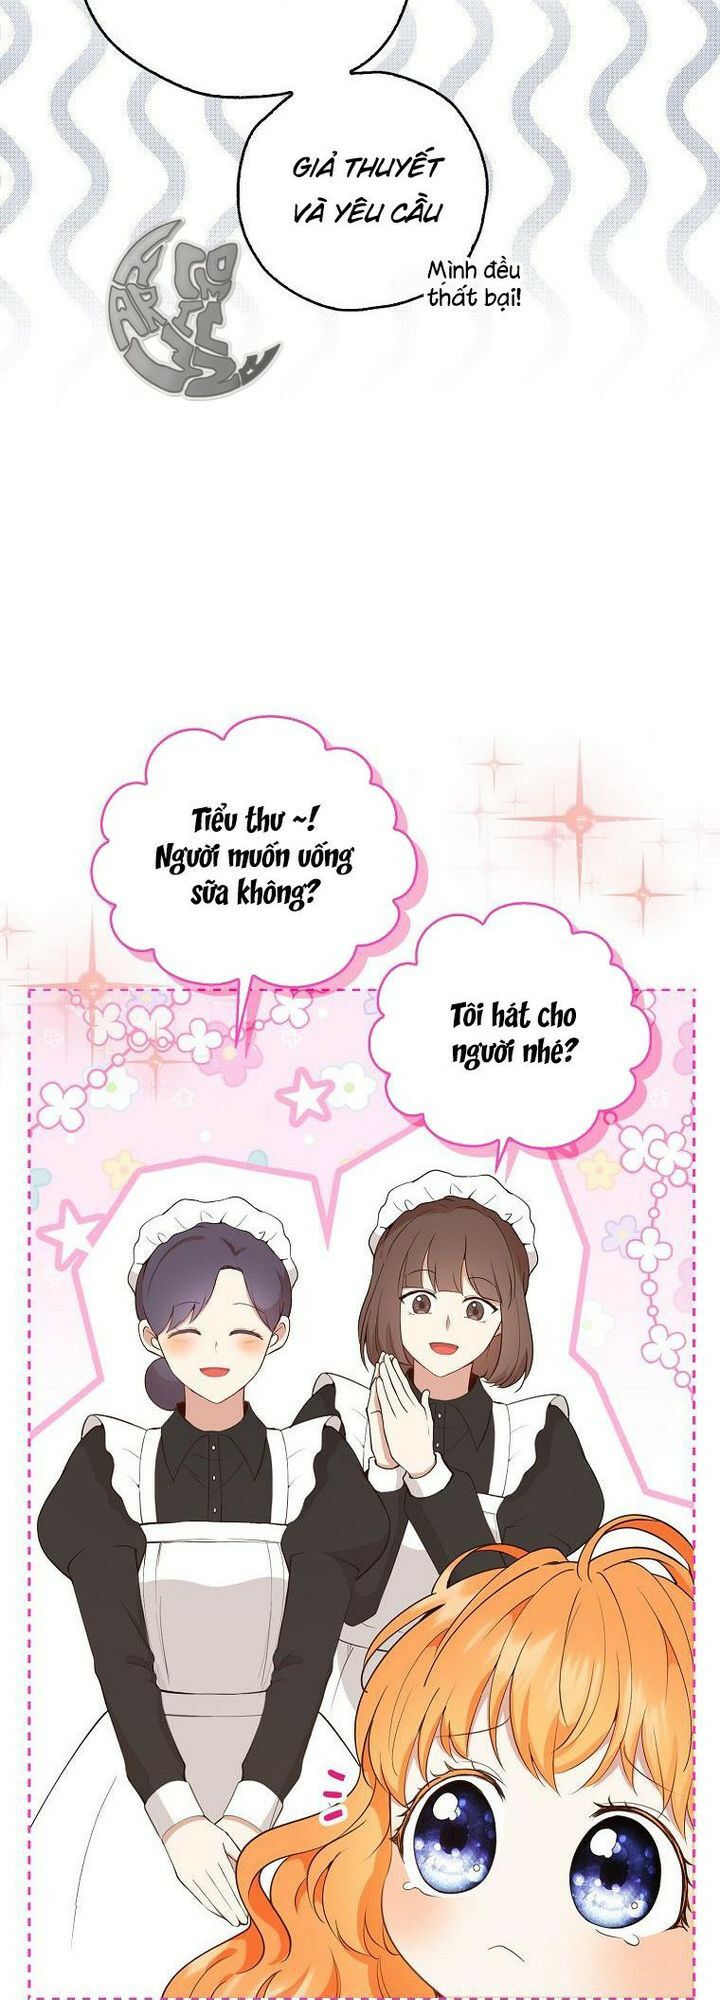 GIẢ THUYẾT
VÀ YÊU CẦU
Mình đều
thất bại!
Tiểu thư ~!
Người muốn uống
sữa không?
Tôi hát cho
người nhé?